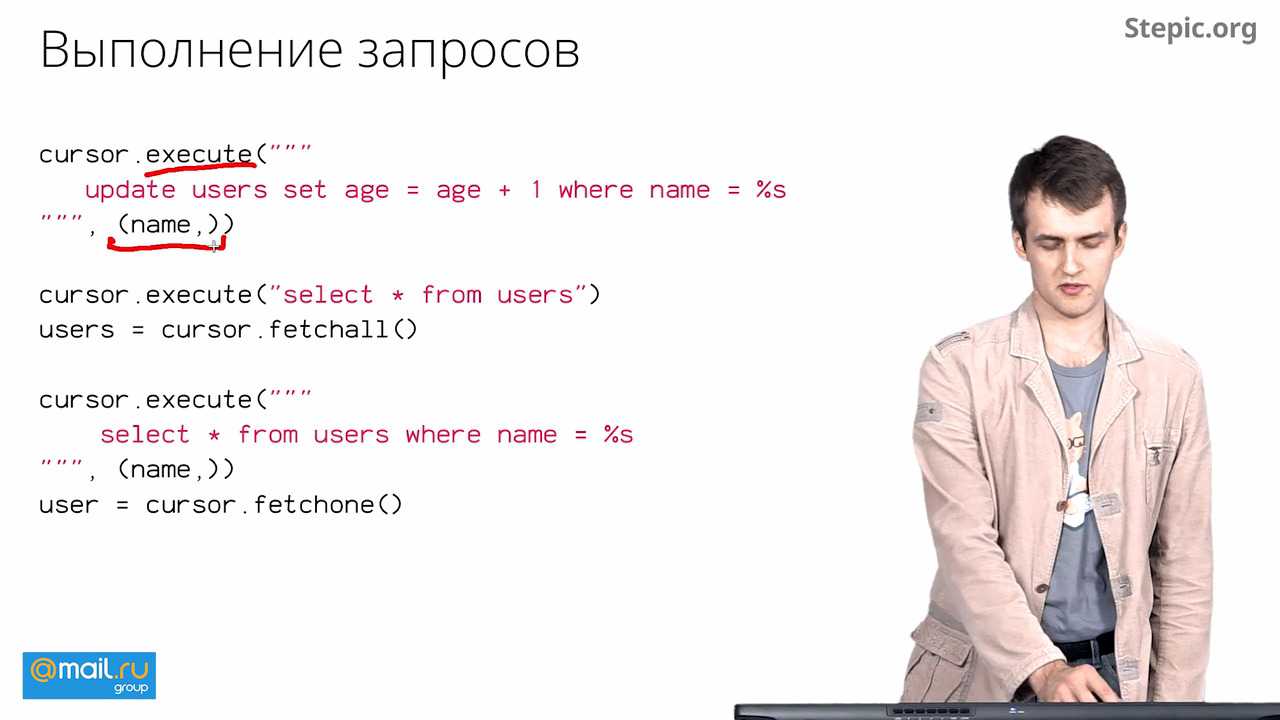 Выполнение запросов
Stepic.org
cursor.execute("""
update users set age = age + 1 where name = %s
""", (name,))
cursor.execute("select * from users")
users = cursor.fetchall()
cursor.execute("""
select * from users where name = %s
""", (name,))
user = cursor.fetchone()
@mail.ru
group